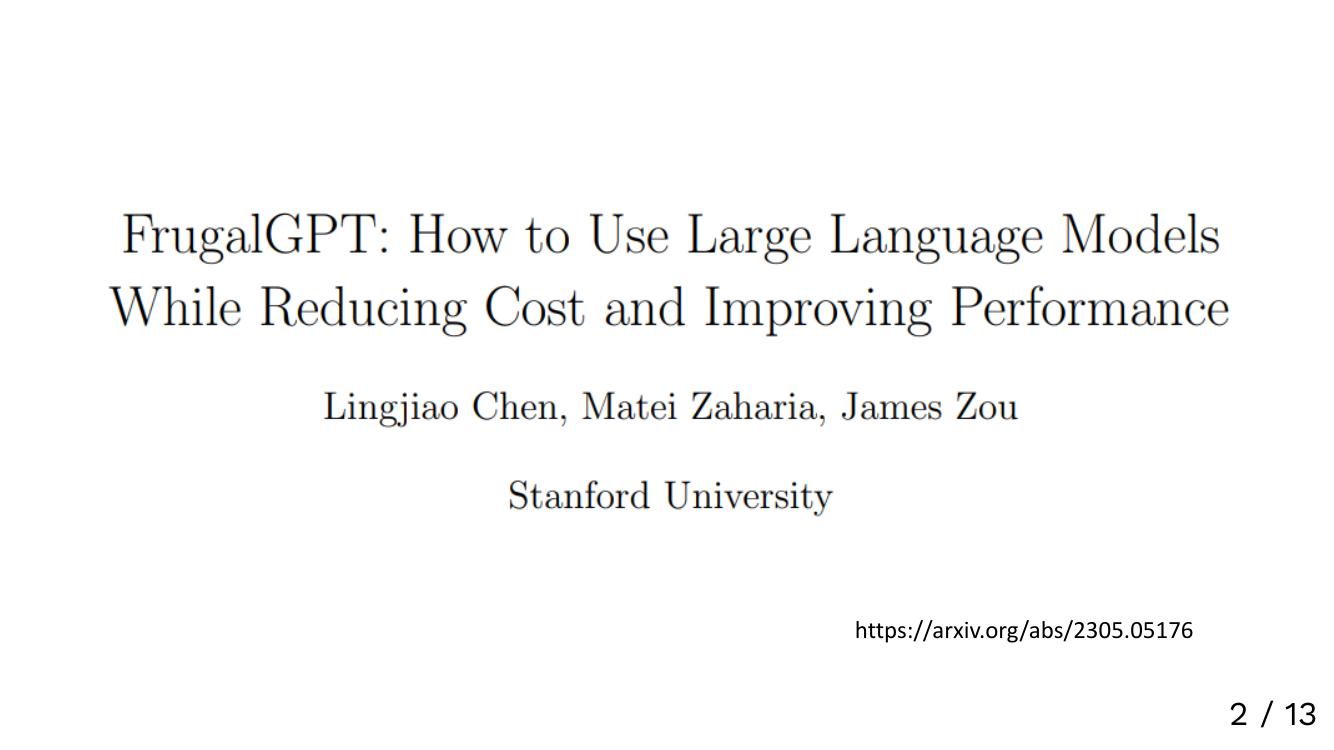 FrugalGPT: How to Use Large Language Models
While Reducing Cost and Improving Performance
Lingjiao Chen, Matei Zaharia, James Zou
Stanford University
https://arxiv.org/abs/2305.05176
2 / 13